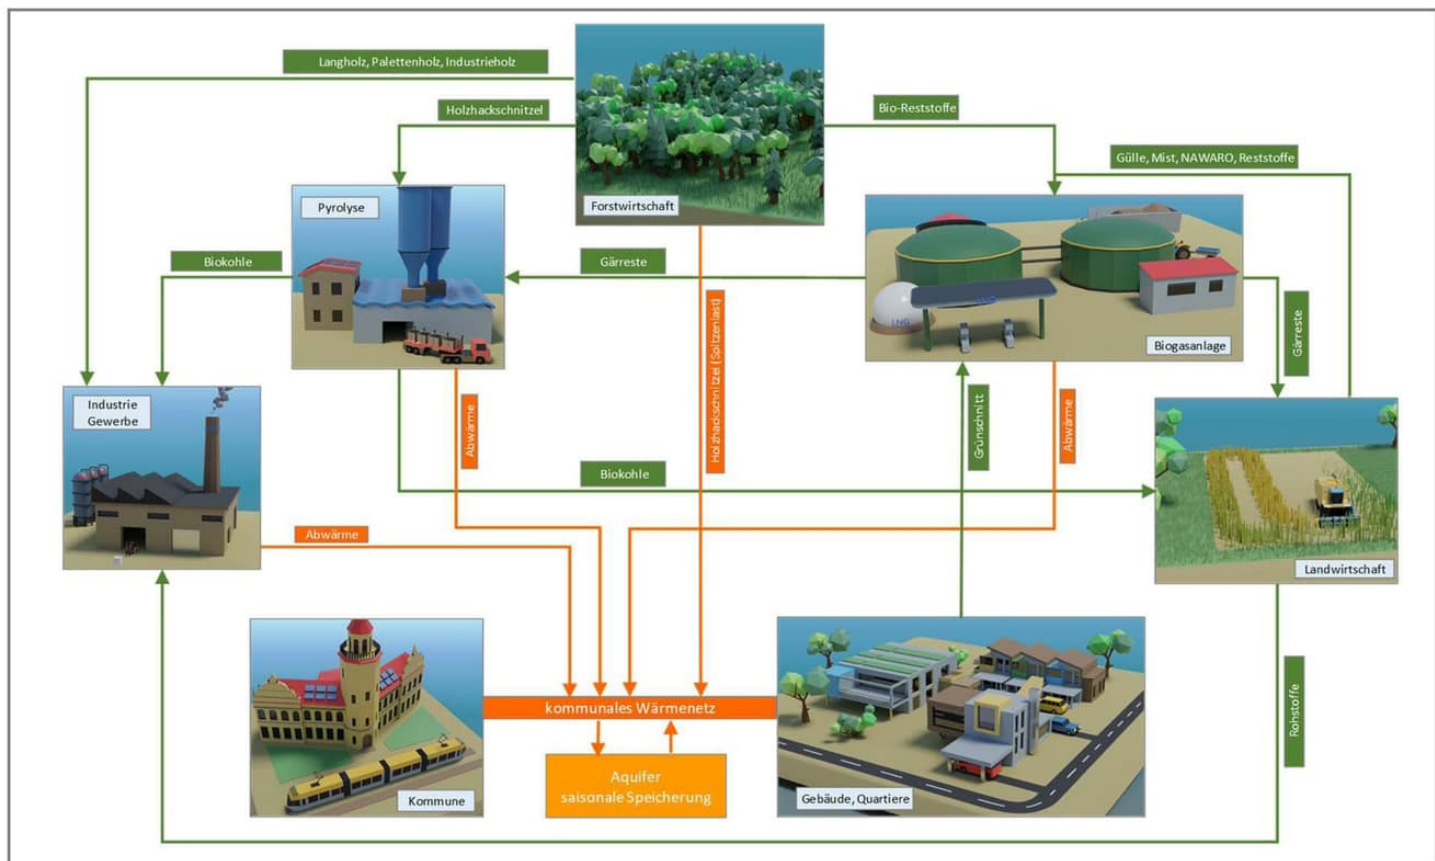 Langholz, Palettenholz, Industrieholz
Holzhackschnitzel
Bio-Reststoffe
Gülle, Mist, NAWARO, Reststoffe
Pyrolyse
Forstwirtschaft
Biokohle
Gärreste
LNG
LNG
Biogasanlage
Gärreste
Holzhackschnitzel (Spitzenlast)
Industrie
Gewerbe
Abwärme
Grünschnitt
Abwärme
Biokohle
Abwärme
Landwirtschaft
Rohstoffe
kommunales Wärmenetz
Aquifer
saisonale Speicherung
Kommune
Gebäude, Quartiere